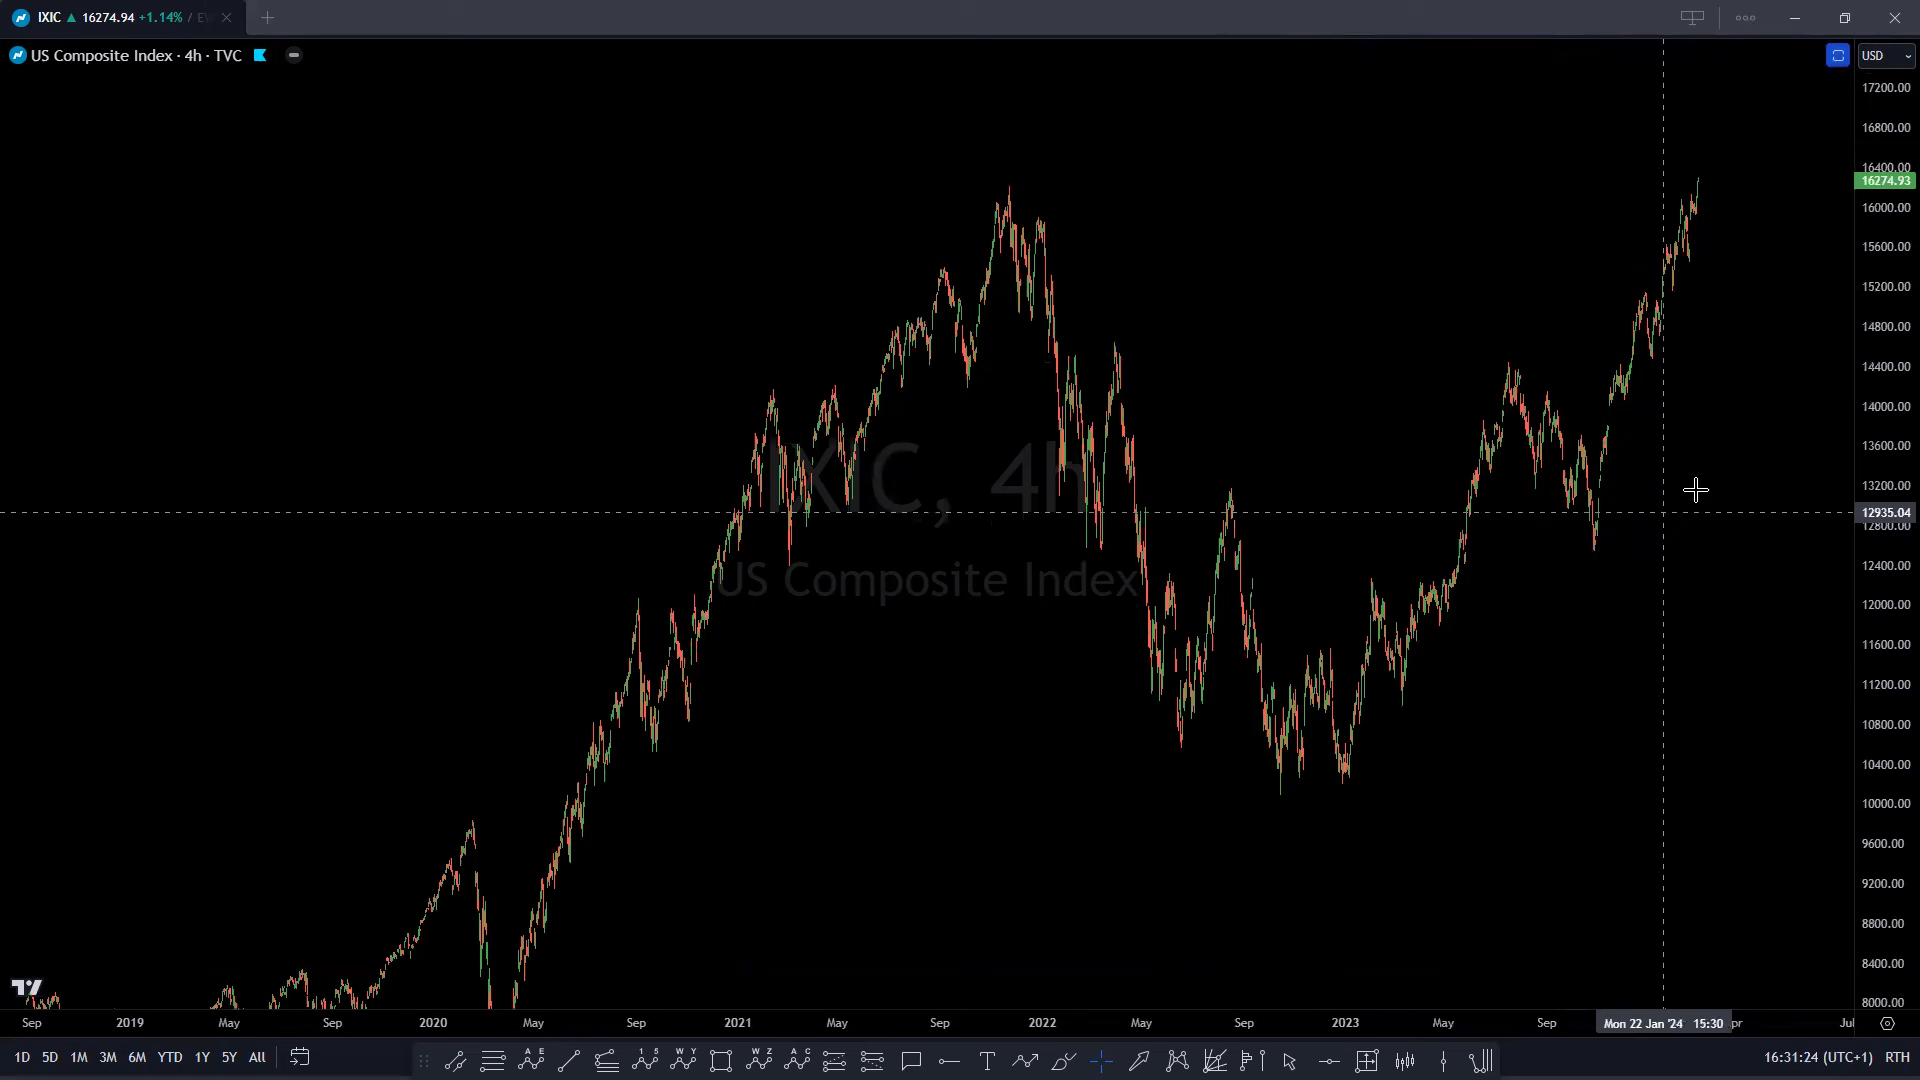 IXIC ▲ 16274.94 +1.14% /
US Composite Index · 4h · TVC
USD
17200.00
16800.00
16400.00
16274.93
16000.00
15600.00
15200.00
14800.00
14400.00
14000.00
13600.00
13200.00
12935.04
12800.00
12400.00
12000.00
11600.00
11200.00
10800.00
10400.00
10000.00
9600.00
9200.00
8800.00
8400.00
8000.00
IXIC, 4h
US Composite Index
Sep 2019 May Sep 2020 May Sep 2021 May Sep 2022 May Sep 2023 May Sep Mon 22 Jan '24 15:30
1D 5D 1M 3M 6M YTD 1Y 5Y All
A E
1 5
W Y
W Z
A C
T
16:31:24 (UTC+1) RTH